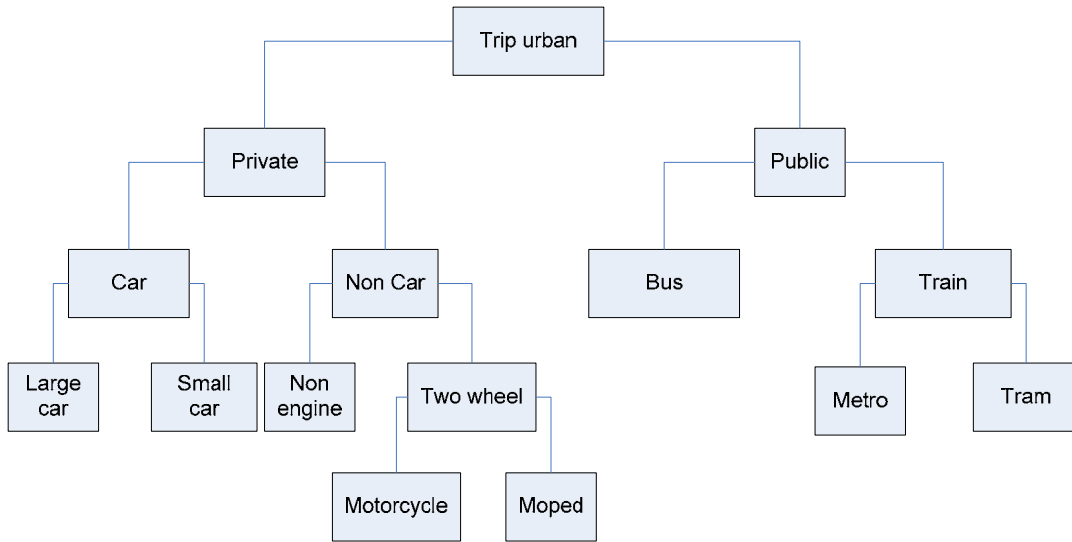 Trip urban
Private
Public
Car
Non Car
Bus
Train
Large
car
Small
car
Non
engine
Two wheel
Metro
Tram
Motorcycle
Moped